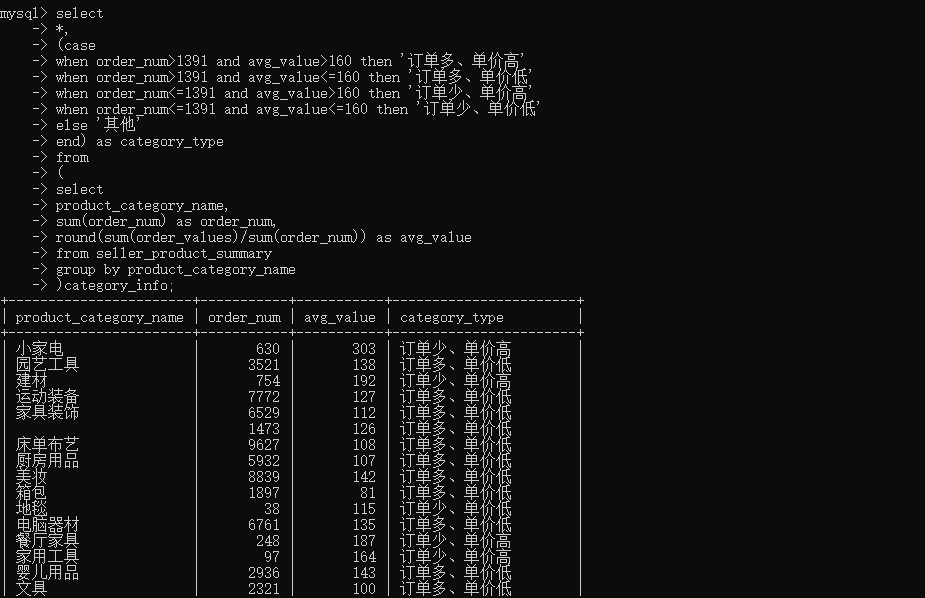 mysql> select
    -> *,
    -> (case
    -> when order_num>1391 and avg_value>160 then '订单多、单价高'
    -> when order_num>1391 and avg_value<=160 then '订单多、单价低'
    -> when order_num<=1391 and avg_value>160 then '订单少、单价高'
    -> when order_num<=1391 and avg_value<=160 then '订单少、单价低'
    -> else '其他'
    -> end) as category_type
    -> from
    -> (
    -> select
    -> product_category_name,
    -> sum(order_num) as order_num,
    -> round(sum(order_values)/sum(order_num)) as avg_value
    -> from seller_product_summary
    -> group by product_category_name
    -> )category_info;
+-----------------------+-----------+-----------+-----------------------+
| product_category_name | order_num | avg_value | category_type         |
+-----------------------+-----------+-----------+-----------------------+
| 小家电 | 630 | 303 | 订单少、单价高 |
| 园艺工具 | 3521 | 138 | 订单多、单价低 |
| 建材 | 754 | 192 | 订单少、单价高 |
| 运动装备 | 7772 | 127 | 订单多、单价低 |
| 家具装饰 | 6529 | 112 | 订单多、单价低 |
| | 1473 | 126 | 订单多、单价低 |
| 床单布艺 | 9627 | 108 | 订单多、单价低 |
| 厨房用品 | 5932 | 107 | 订单多、单价低 |
| 美妆 | 8839 | 142 | 订单多、单价低 |
| 箱包 | 1897 | 81 | 订单多、单价低 |
| 地毯 | 38 | 115 | 订单少、单价低 |
| 电脑器材 | 6761 | 135 | 订单多、单价低 |
| 餐厅家具 | 248 | 187 | 订单少、单价高 |
| 家用工具 | 97 | 164 | 订单少、单价高 |
| 婴儿用品 | 2936 | 143 | 订单多、单价低 |
| 文具 | 2321 | 100 | 订单多、单价低 |